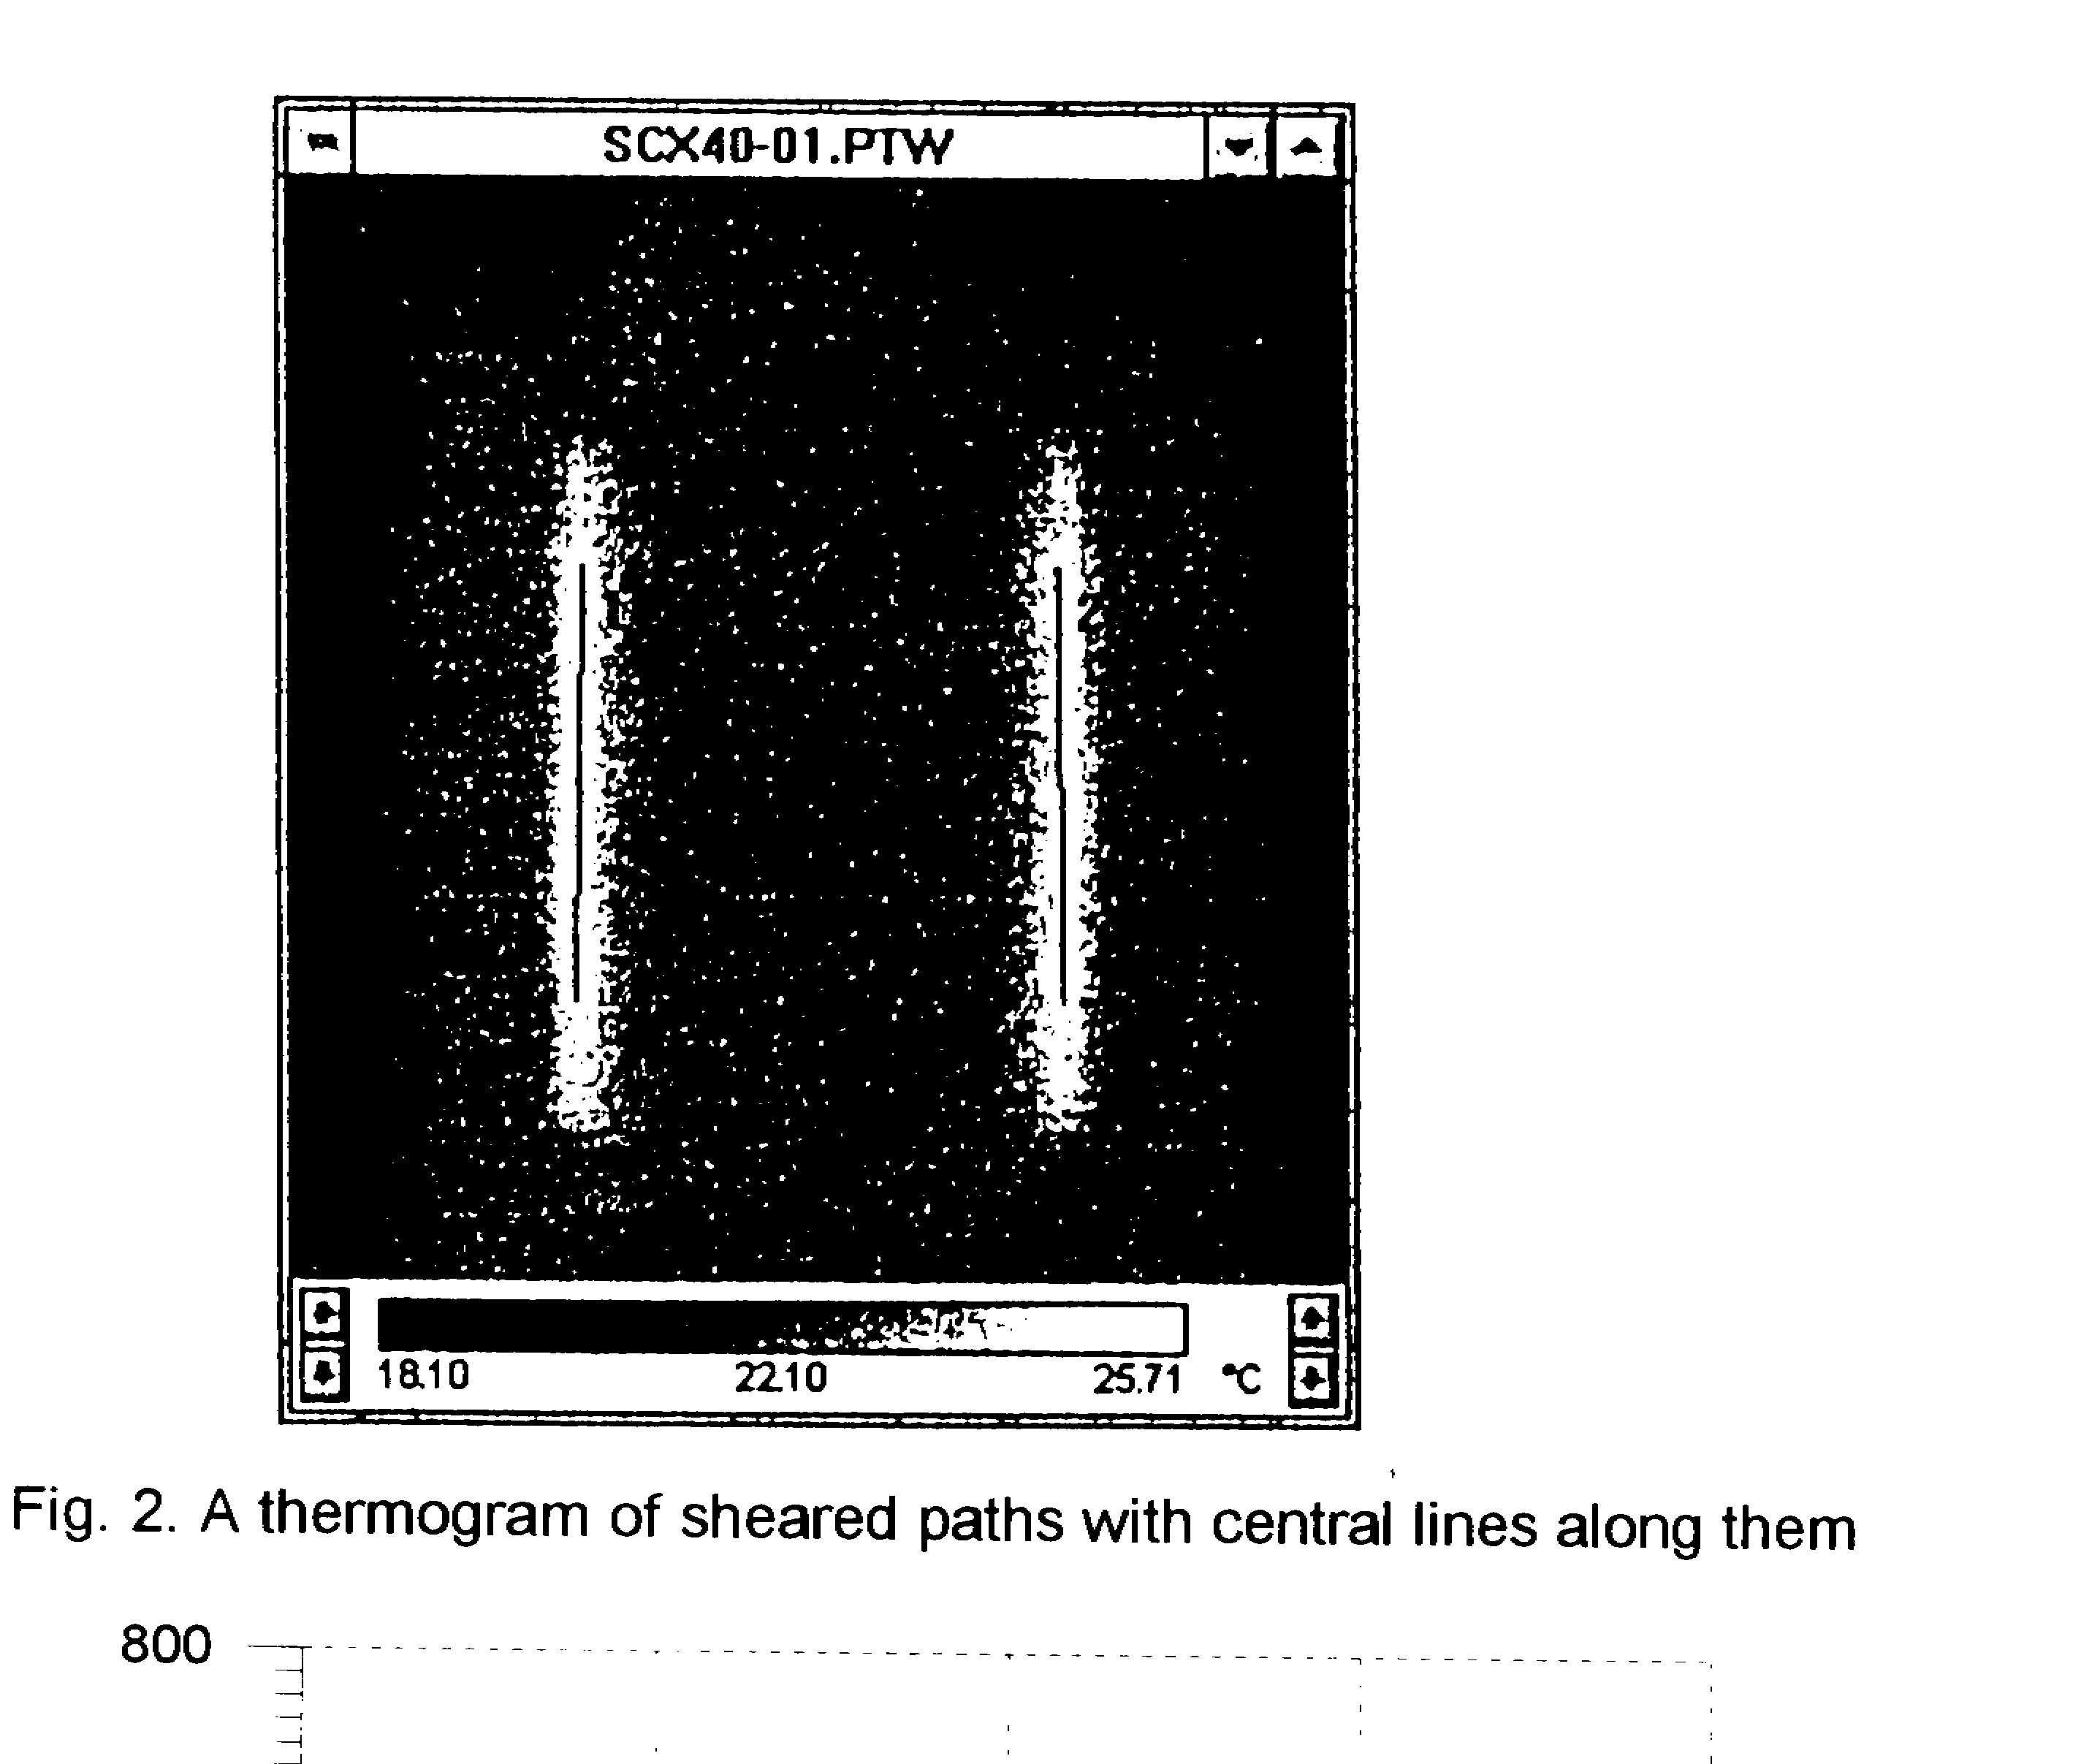 SCX40-01.PTW
18.10 22.10 25.71 °C
Fig. 2. A thermogram of sheared paths with central lines along them
800